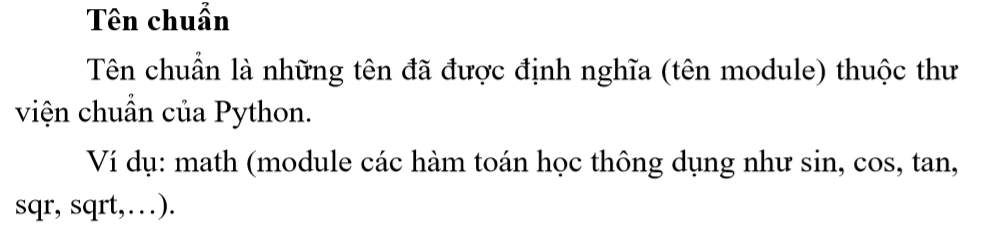 Tên chuẩn
Tên chuẩn là những tên đã được định nghĩa (tên module) thuộc thư
viện chuẩn của Python.
Ví dụ: math (module các hàm toán học thông dụng như sin, cos, tan,
sqr, sqrt,…).